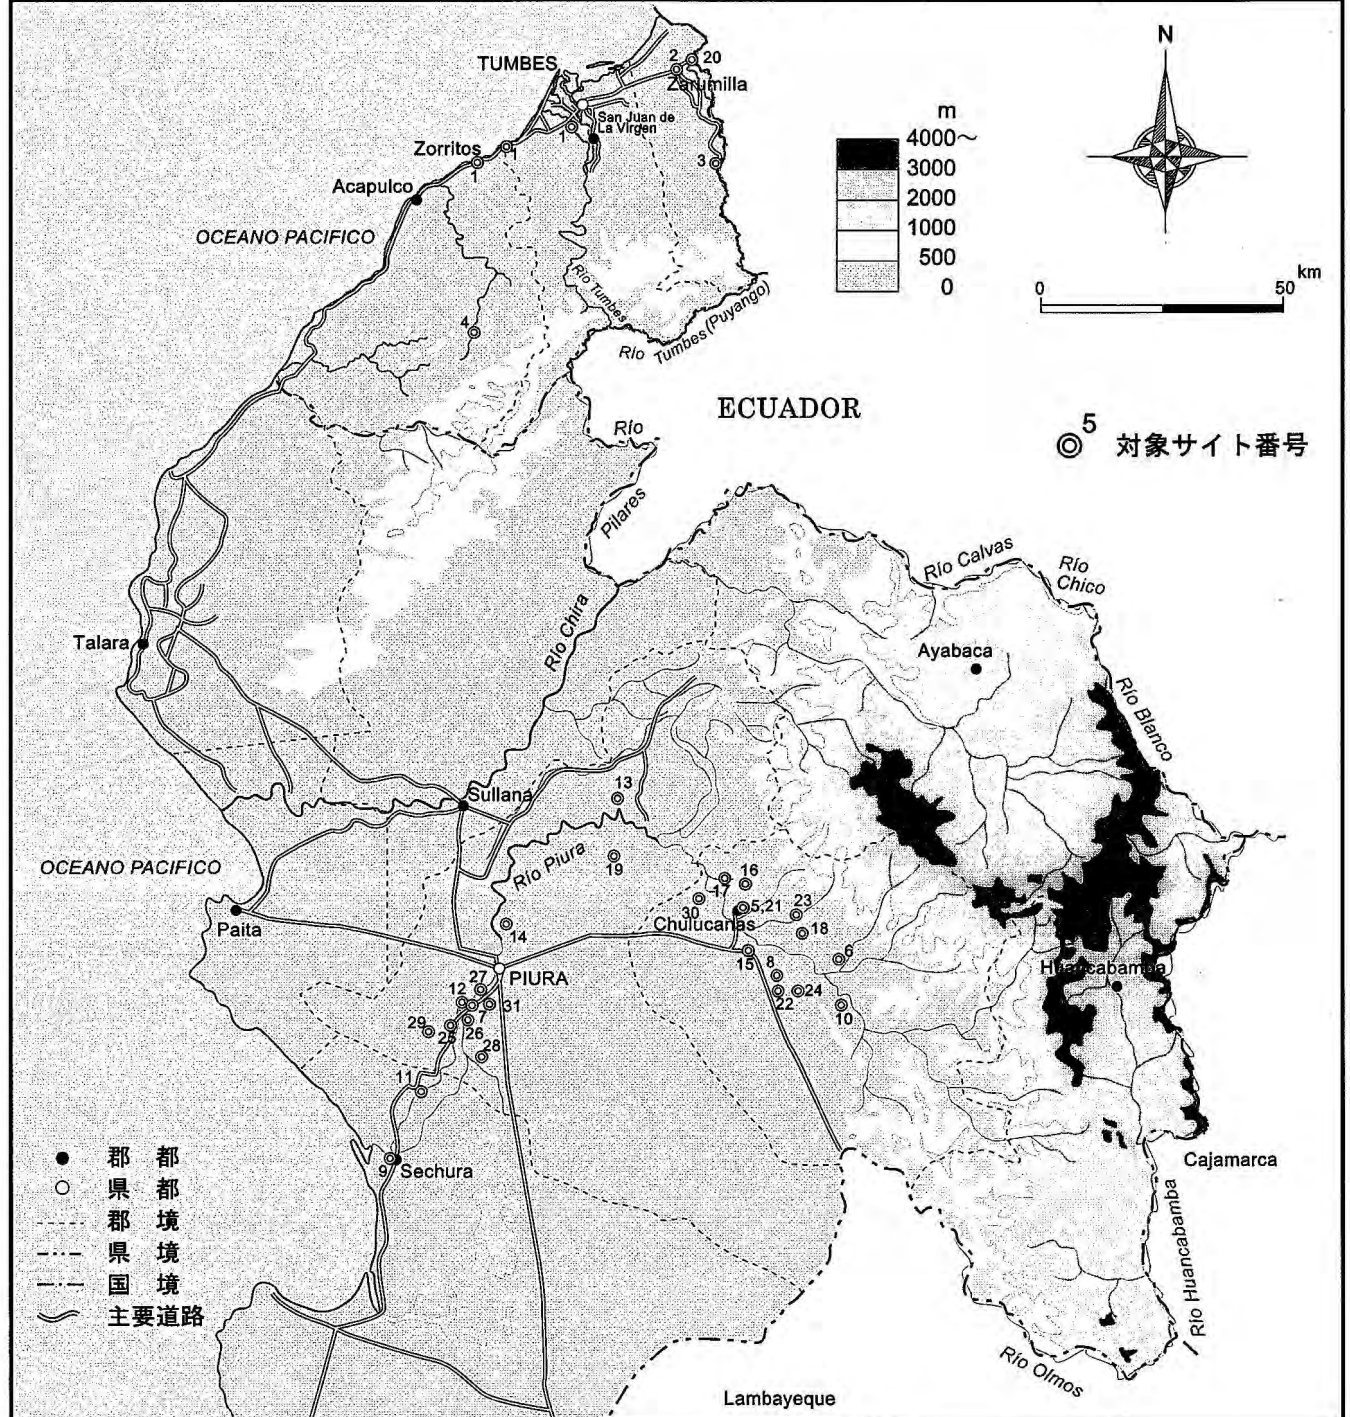 N
TUMBES
2
20
Zarumilla
San Juan de
La Virgen
1
Zorritos
1
1
3
Acapulco
OCEANO PACIFICO
m
4000～
3000
2000
1000
500
0
km
0
50
Río Tumbes
Río Tumbes (Puyango)
4
ECUADOR
5
対象サイト番号
Río
Pilares
Río Calvas
Río
Chico
Río Chira
Talara
Ayabaca
Río Blanco
Sullana
13
OCEANO PACIFICO
Río Piura
19
16
17
30
5,21
23
Chulucanas
18
Paita
14
15
6
8
Huancabamba
PIURA
27
12
31
22
24
10
7
29
25
26
28
11
9
Sechura
Cajamarca
郡　都
県　都
郡　境
県　境
国　境
主要道路
Río Huancabamba
Río Olmos
Lambayeque